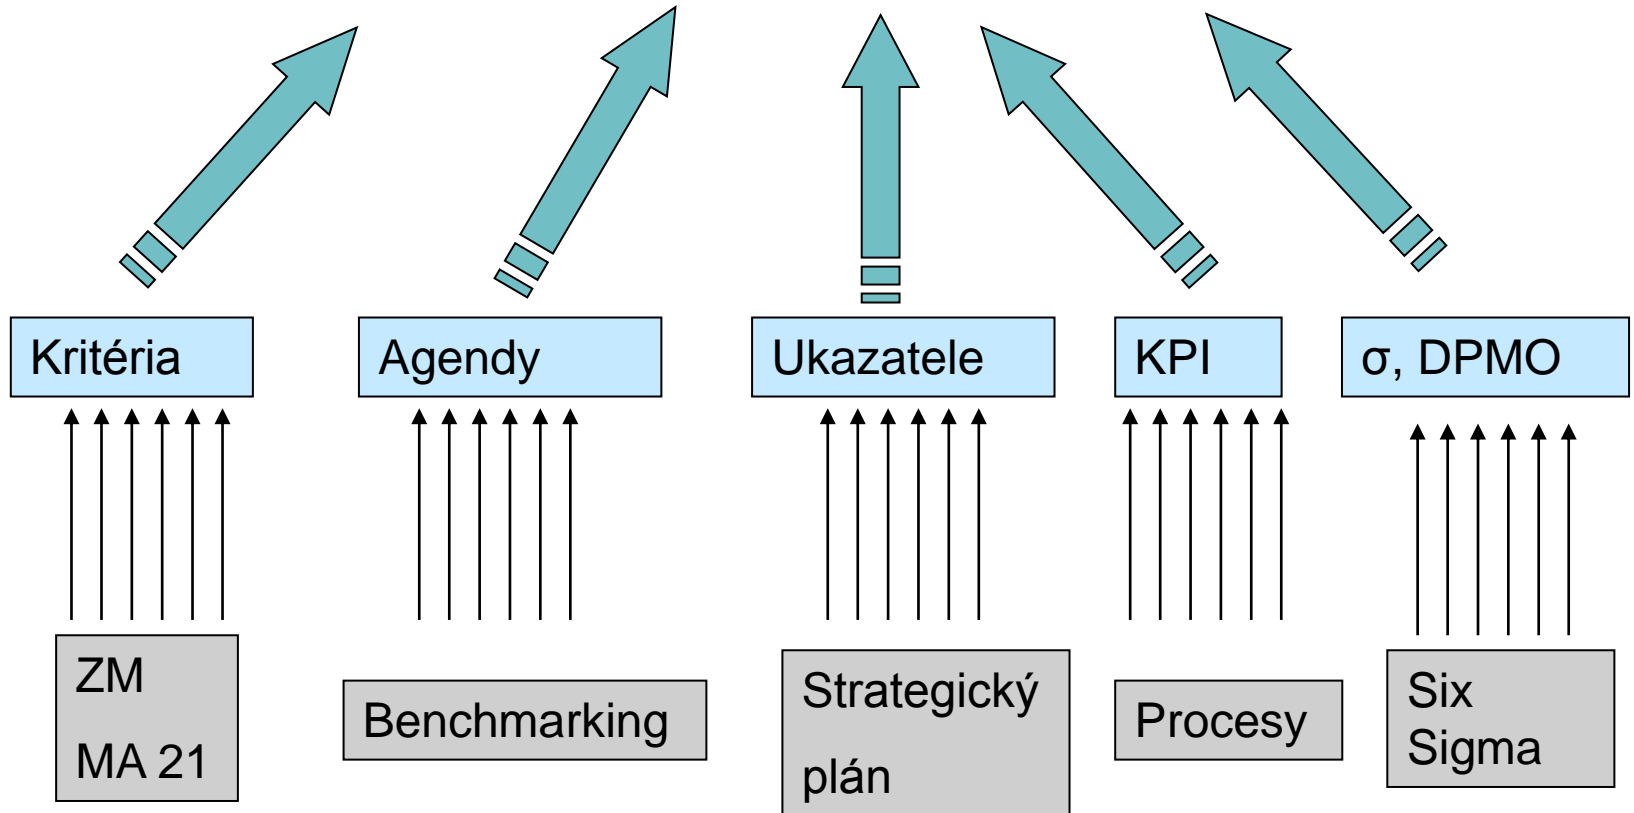 Kritéria
Agendy
Ukazatele
KPI
σ, DPMO
ZM
MA 21
Benchmarking
Strategický
plán
Procesy
Six
Sigma